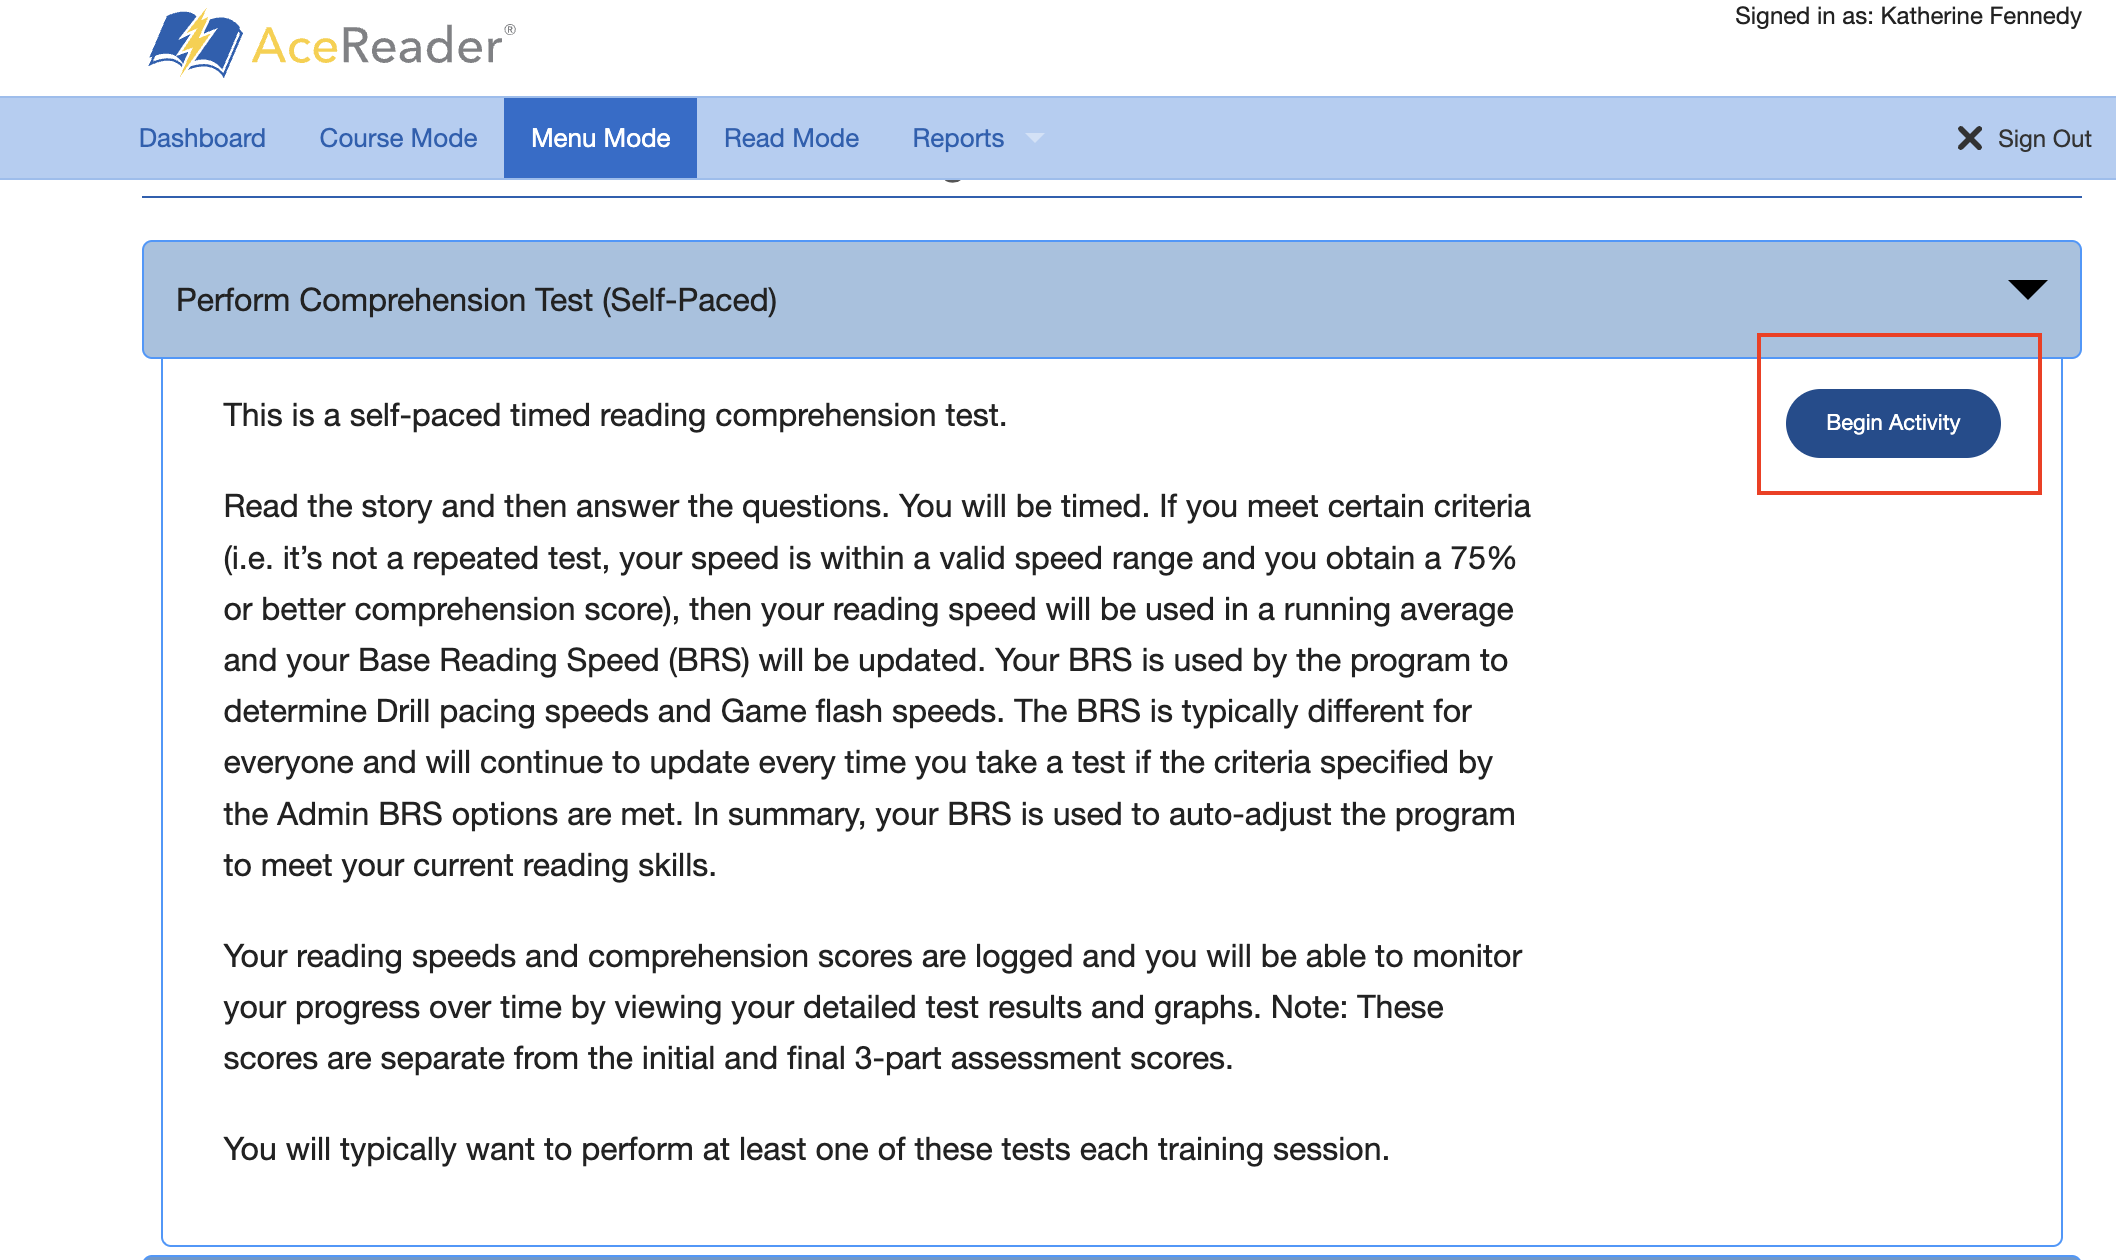 Signed in as: Katherine Fennedy
AceReader®
Dashboard Course Mode Menu Mode Read Mode Reports Sign Out
Perform Comprehension Test (Self-Paced)
This is a self-paced timed reading comprehension test.
Begin Activity
Read the story and then answer the questions. You will be timed. If you meet certain criteria
(i.e. it’s not a repeated test, your speed is within a valid speed range and you obtain a 75%
or better comprehension score), then your reading speed will be used in a running average
and your Base Reading Speed (BRS) will be updated. Your BRS is used by the program to
determine Drill pacing speeds and Game flash speeds. The BRS is typically different for
everyone and will continue to update every time you take a test if the criteria specified by
the Admin BRS options are met. In summary, your BRS is used to auto-adjust the program
to meet your current reading skills.
Your reading speeds and comprehension scores are logged and you will be able to monitor
your progress over time by viewing your detailed test results and graphs. Note: These
scores are separate from the initial and final 3-part assessment scores.
You will typically want to perform at least one of these tests each training session.